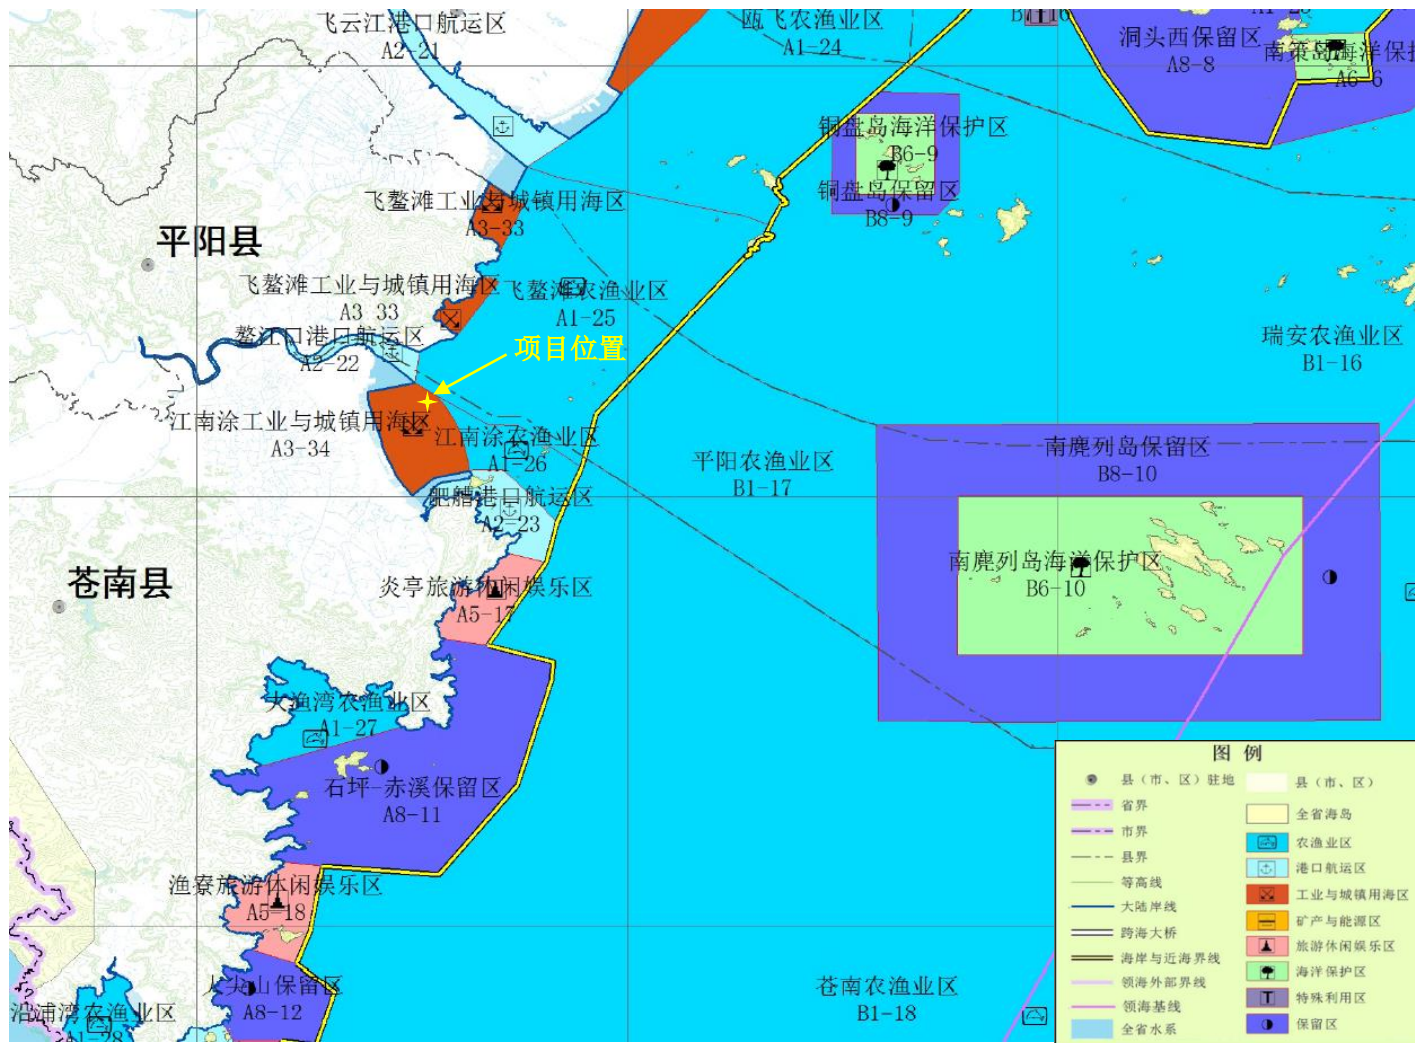 飞云江港口航运区
A2-21
瓯飞农渔业区
A1-24
洞头西保留区
A8-8
南策岛海洋保护
A6-6
铜盘岛海洋保护区
B6-9
铜盘岛保留区
B8-9
飞鳌滩工业与城镇用海区
A3-33
平阳县
飞鳌滩工业与城镇用海区
A3-33
飞鳌滩农渔业区
A1-25
鳌江口港口航运区
A2-22
项目位置
瑞安农渔业区
B1-16
江南涂工业与城镇用海区
A3-34
江南涂农渔业区
A1-26
平阳农渔业区
B1-17
南麂列岛保留区
B8-10
肥艚港口航运区
A2-23
南麂列岛海洋保护区
B6-10
苍南县
炎亭旅游休闲娱乐区
A5-17
大渔湾农渔业区
A1-27
石坪-赤溪保留区
A8-11
渔寮旅游休闲娱乐区
A5-18
大尖山保留区
A8-12
沿浦湾农渔业区
A1-28
苍南农渔业区
B1-18
图 例
县（市、区）驻地
省界
市界
县界
等高线
大陆岸线
跨海大桥
海岸与近海界线
领海外部界线
领海基线
全省水系
县（市、区）
全省海岛
农渔业区
港口航运区
工业与城镇用海区
矿产与能源区
旅游休闲娱乐区
海洋保护区
特殊利用区
保留区